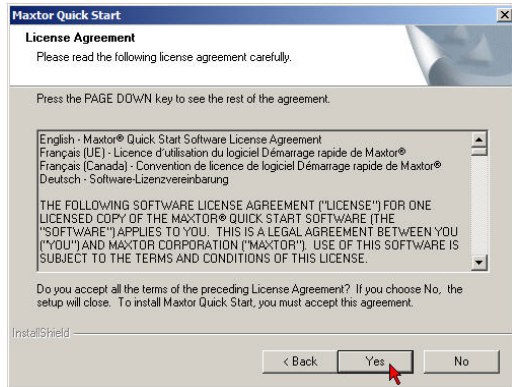 Maxtor Quick Start
License Agreement
Please read the following license agreement carefully.
Press the PAGE DOWN key to see the rest of the agreement.
English - Maxtor® Quick Start Software License Agreement
Français (UE) - Licence d'utilisation du logiciel Démarrage rapide de Maxtor®
Français (Canada) - Convention de licence de logiciel Démarrage rapide de Maxtor®
Deutsch - Software-Lizenzvereinbarung
THE FOLLOWING SOFTWARE LICENSE AGREEMENT ("LICENSE") FOR ONE
LICENSED COPY OF THE MAXTOR® QUICK START SOFTWARE (THE
"SOFTWARE") APPLIES TO YOU. THIS IS A LEGAL AGREEMENT BETWEEN YOU
("YOU") AND MAXTOR CORPORATION ("MAXTOR"). USE OF THIS SOFTWARE IS
SUBJECT TO THE TERMS AND CONDITIONS OF THIS LICENSE.
Do you accept all the terms of the preceding License Agreement? If you choose No, the
setup will close. To install Maxtor Quick Start, you must accept this agreement.
InstallShield
< Back Yes No